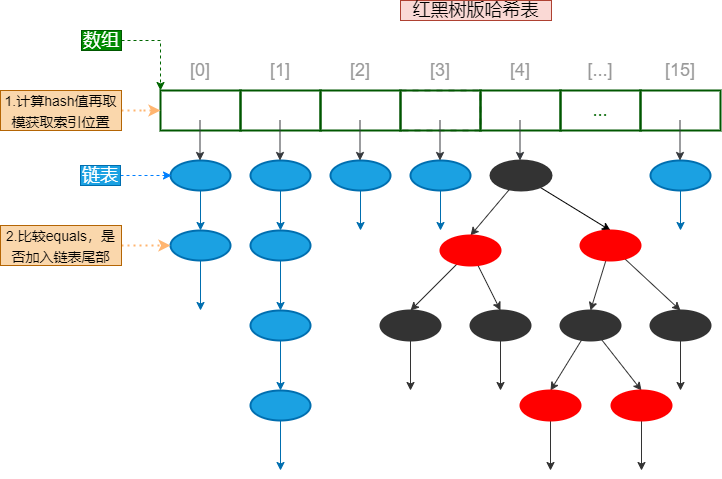 红黑树版哈希表
数组
[0] [1] [2] [3] [4] [...] [15]
1.计算hash值再取
模获取索引位置
...
链表
2.比较equals，是
否加入链表尾部